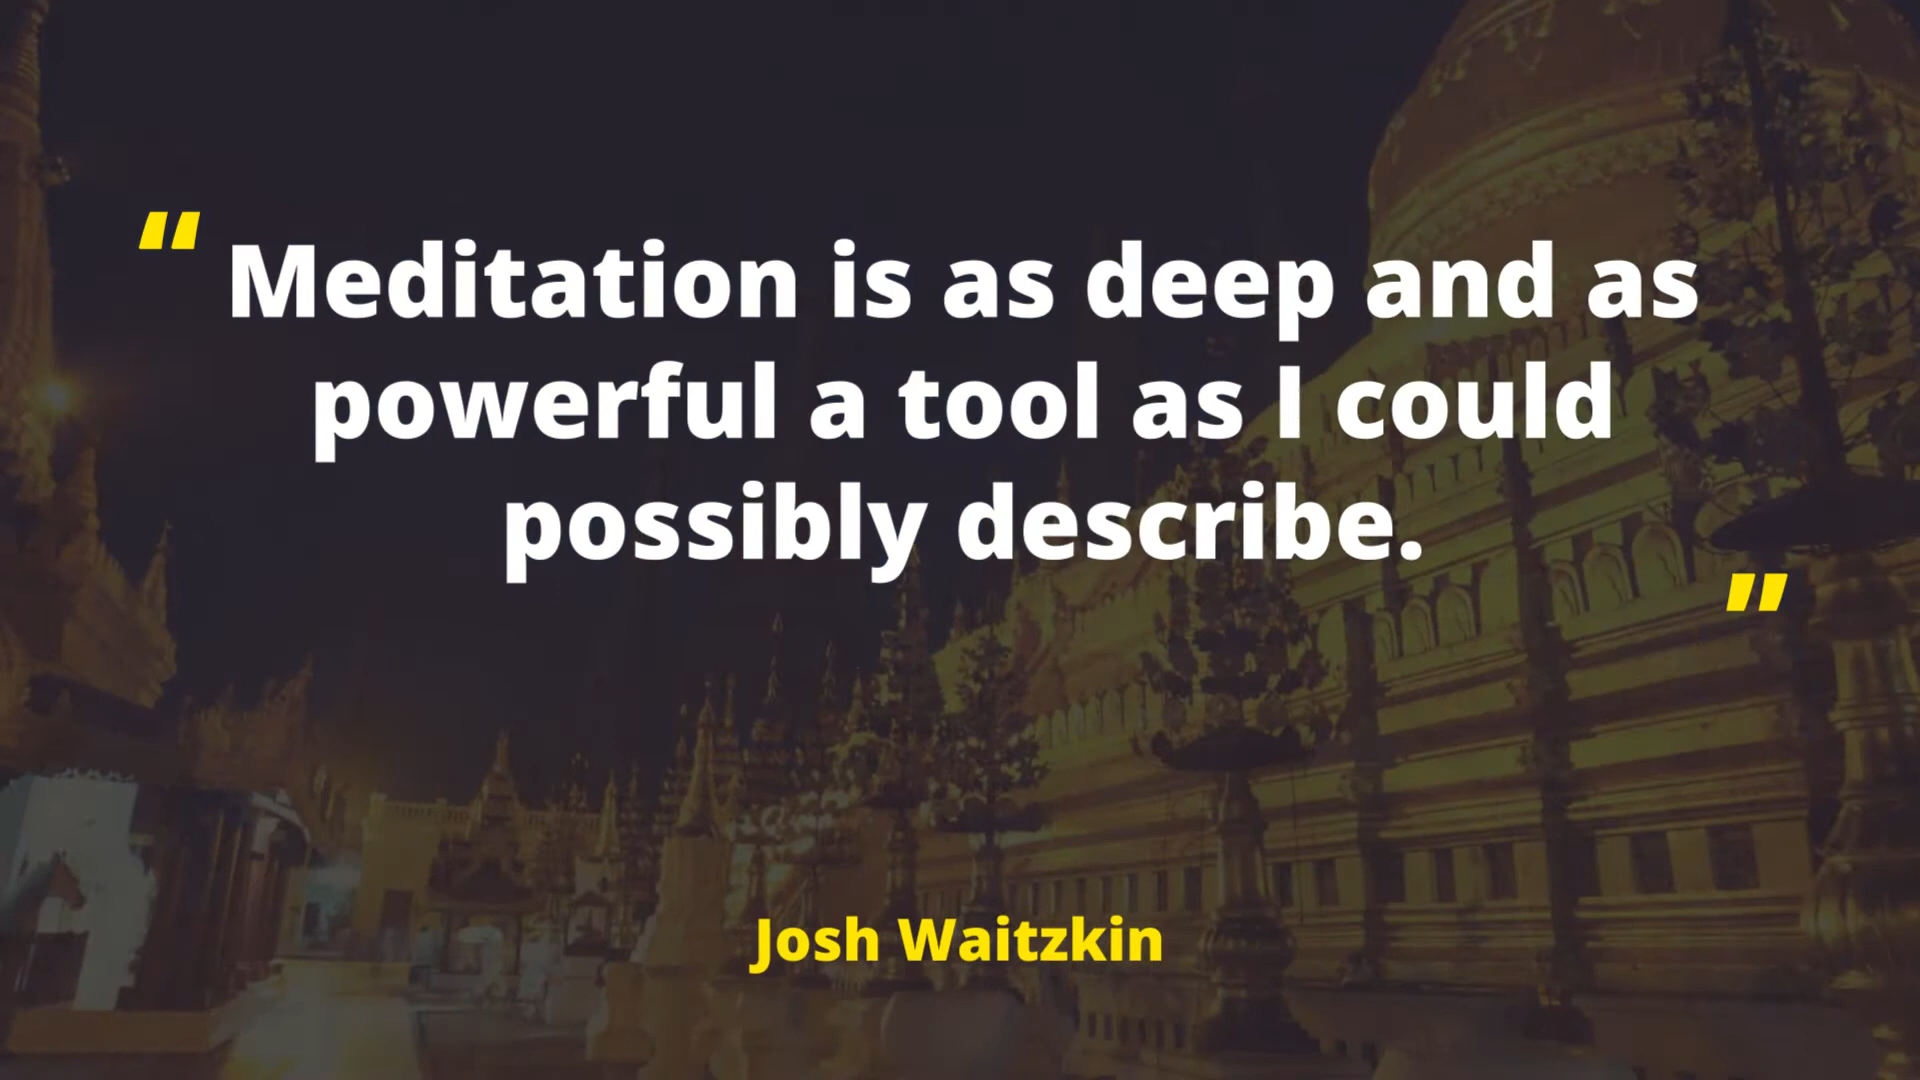 “Meditation is as deep and as
powerful a tool as I could
possibly describe.”
Josh Waitzkin